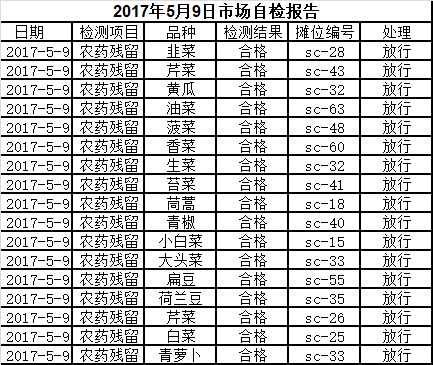 2017年5月9日市场自检报告
日期 检测项目 品种 检测结果 摊位编号 处理
2017-5-9 农药残留 韭菜 合格 sc-28 放行
2017-5-9 农药残留 芹菜 合格 sc-43 放行
2017-5-9 农药残留 黄瓜 合格 sc-32 放行
2017-5-9 农药残留 油菜 合格 sc-63 放行
2017-5-9 农药残留 菠菜 合格 sc-48 放行
2017-5-9 农药残留 香菜 合格 sc-60 放行
2017-5-9 农药残留 生菜 合格 sc-32 放行
2017-5-9 农药残留 苔菜 合格 sc-41 放行
2017-5-9 农药残留 茼蒿 合格 sc-18 放行
2017-5-9 农药残留 青椒 合格 sc-40 放行
2017-5-9 农药残留 小白菜 合格 sc-15 放行
2017-5-9 农药残留 大头菜 合格 sc-33 放行
2017-5-9 农药残留 扁豆 合格 sc-55 放行
2017-5-9 农药残留 荷兰豆 合格 sc-35 放行
2017-5-9 农药残留 芹菜 合格 sc-26 放行
2017-5-9 农药残留 白菜 合格 sc-25 放行
2017-5-9 农药残留 青萝卜 合格 sc-33 放行